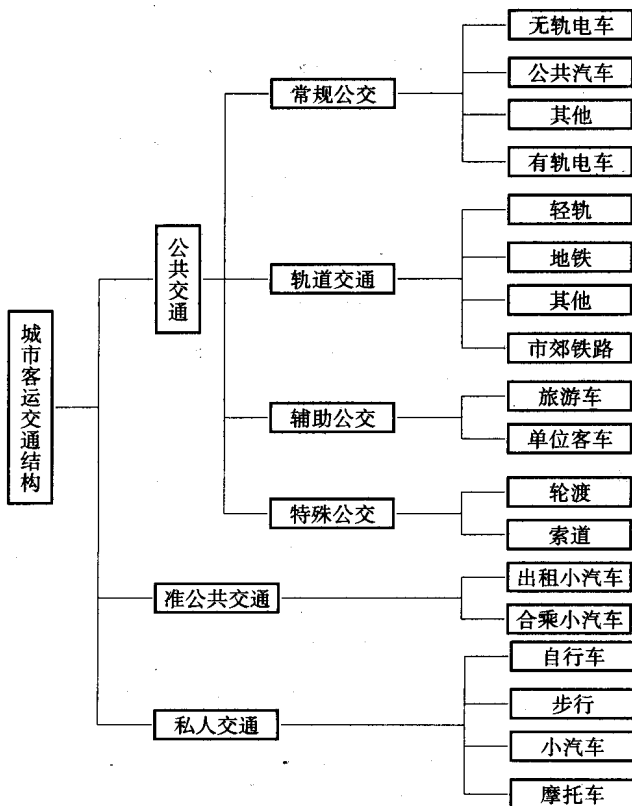 城市客运交通结构
公共交通
常规公交
无轨电车
公共汽车
其他
有轨电车
轨道交通
轻轨
地铁
其他
市郊铁路
辅助公交
旅游车
单位客车
特殊公交
轮渡
索道
准公共交通
出租小汽车
合乘小汽车
私人交通
自行车
步行
小汽车
摩托车